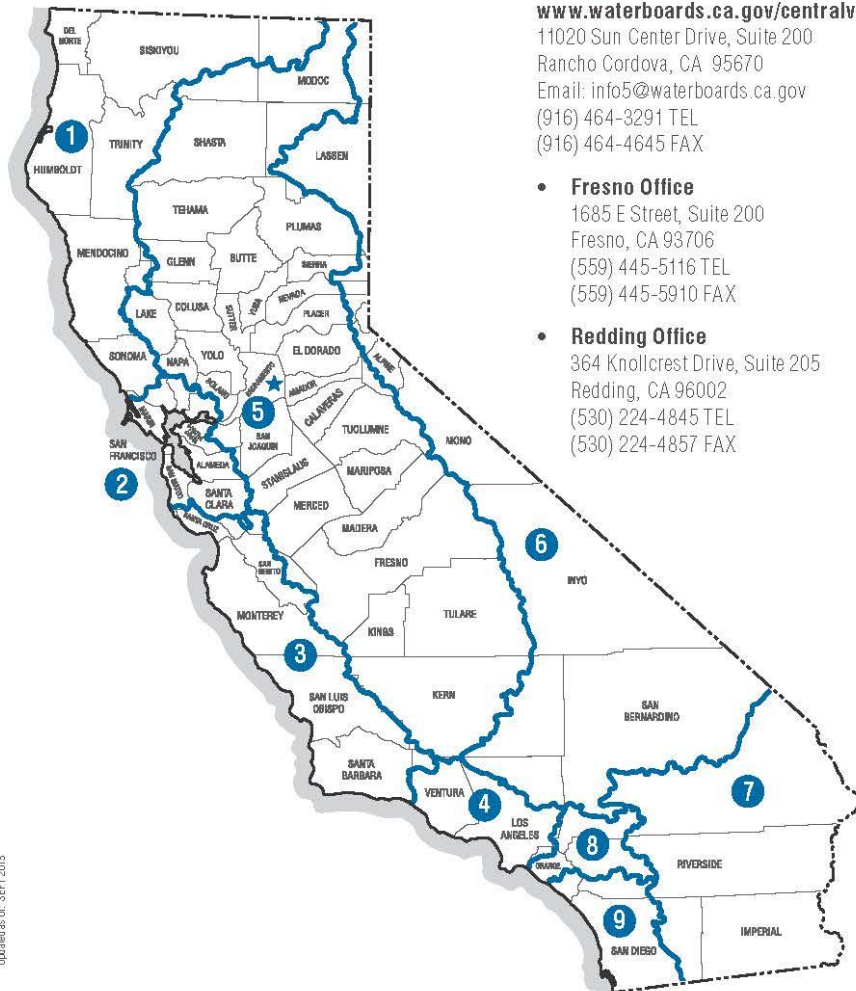 www.waterboards.ca.gov/centralv
11020 Sun Center Drive, Suite 200
Rancho Cordova, CA 95670
Email: info5@waterboards.ca.gov
(916) 464-3291 TEL
(916) 464-4645 FAX
• Fresno Office
1685 E Street, Suite 200
Fresno, CA 93706
(559) 445-5116 TEL
(559) 445-5910 FAX
• Redding Office
364 Knollcrest Drive, Suite 205
Redding, CA 96002
(530) 224-4845 TEL
(530) 224-4857 FAX
DEL
NORTE
SISKIYOU
MODOC
1
HUMBOLDT
TRINITY
SHASTA
LASSEN
TEHAMA
PLUMAS
MENDOCINO
GLENN
BUTTE
SIERRA
LAKE
COLUSA
SUTTER
YUBA
NEVADA
PLACER
SONOMA
NAPA
YOLO
EL DORADO
ALPINE
SOLANO
SACRAMENTO
AMADOR
5
MARIN
CALAVERAS
SAN
FRANCISCO
SAN
JOAQUIN
TUOLUMNE
MONO
2
SAN MATEO
ALAMEDA
STANISLAUS
MARIPOSA
SANTA
CLARA
MERCED
SANTA CRUZ
MADERA
6
SAN
BENITO
FRESNO
INYO
MONTEREY
KINGS
TULARE
3
SAN LUIS
OBISPO
KERN
SAN
BERNARDINO
SANTA
BARBARA
VENTURA
4
LOS
ANGELES
7
8
ORANGE
RIVERSIDE
9
SAN DIEGO
IMPERIAL